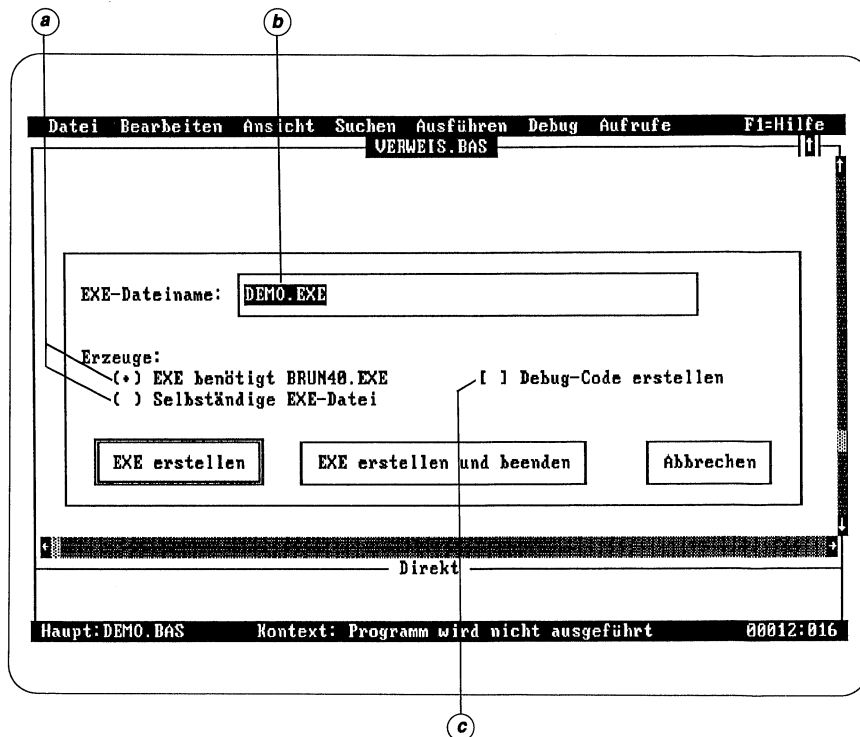 a b
Datei Bearbeiten Ansicht Suchen Ausführen Debug Aufrufe F1=Hilfe
VERWEIS.BAS
EXE-Dateiname: DEMO.EXE
Erzeuge:
(•) EXE benötigt BRUN40.EXE [ ] Debug-Code erstellen
( ) Selbständige EXE-Datei
EXE erstellen EXE erstellen und beenden Abbrechen
Direkt
Haupt:DEMO.BAS Kontext: Programm wird nicht ausgeführt 00012:016
c